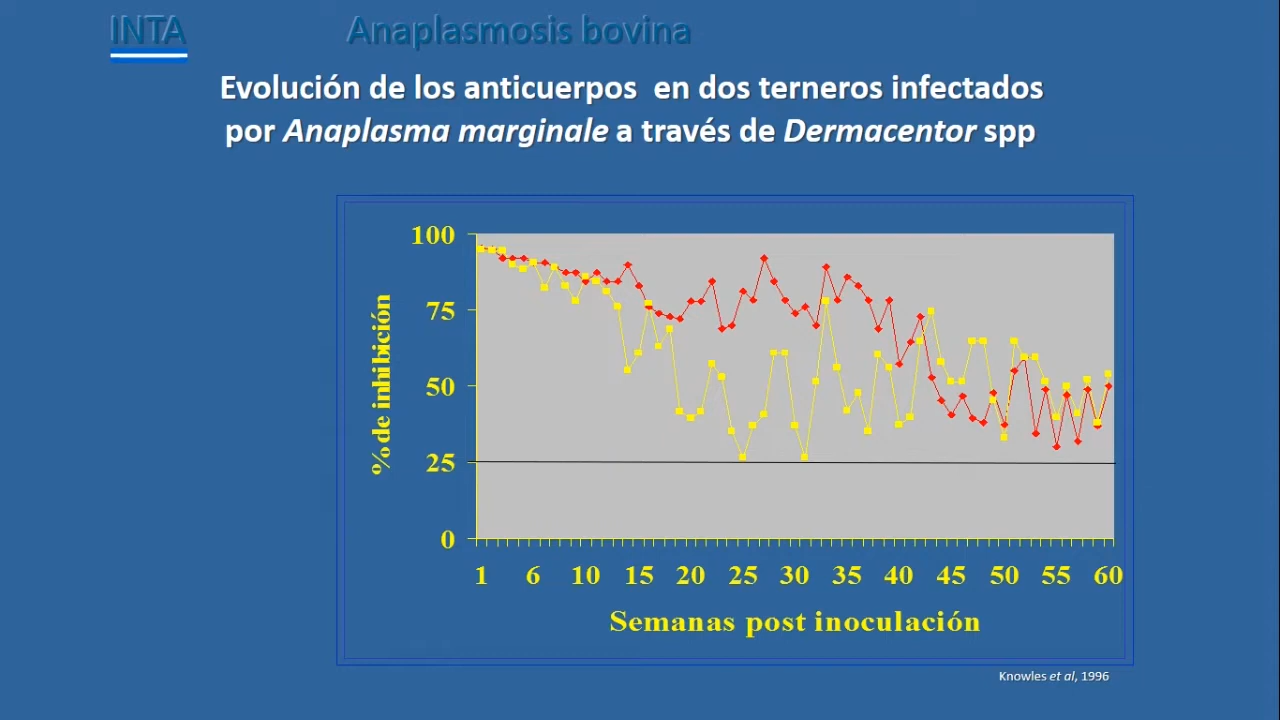 INTA
Anaplasmosis bovina
Evolución de los anticuerpos en dos terneros infectados
por Anaplasma marginale a través de Dermacentor spp
100
75
50
25
0
% de inhibición
1 6 10 15 20 25 30 35 40 45 50 55 60
Semanas post inoculación
Knowles et al, 1996